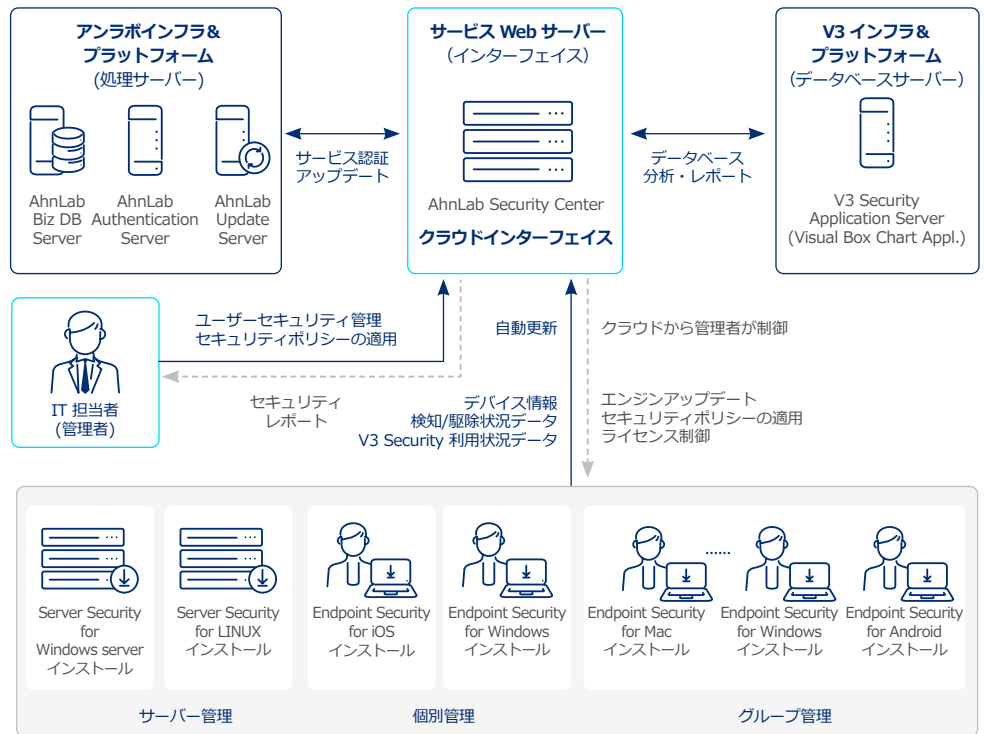 アンラボインフラ&
プラットフォーム
(処理サーバー)
AhnLab
Biz DB
Server
AhnLab
Authentication
Server
AhnLab
Update
Server
サービス認証
アップデート
サービス Web サーバー
（インターフェイス）
AhnLab Security Center
クラウドインターフェイス
データベース
分析・レポート
V3 インフラ&
プラットフォーム
（データベースサーバー）
V3 Security
Application Server
(Visual Box Chart Appl.)
IT 担当者
(管理者)
ユーザーセキュリティ管理
セキュリティポリシーの適用
セキュリティ
レポート
自動更新
クラウドから管理者が制御
デバイス情報
検知/駆除状況データ
V3 Security 利用状況データ
エンジンアップデート
セキュリティポリシーの適用
ライセンス制御
Server Security
for
Windows server
インストール
Server Security
for LINUX
インストール
Endpoint Security
for iOS
インストール
Endpoint Security
for Windows
インストール
......
Endpoint Security
for Mac
インストール
Endpoint Security
for Windows
インストール
Endpoint Security
for Android
インストール
サーバー管理
個別管理
グループ管理